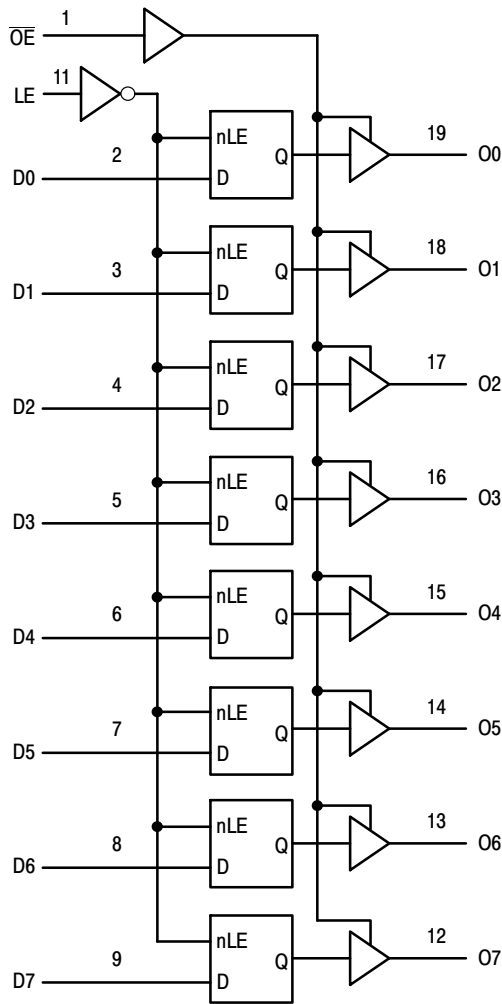 O̅E̅ 1
LE 11
nLE
2 Q 19 O0
D0 D
nLE
3 Q 18 O1
D1 D
nLE
4 Q 17 O2
D2 D
nLE
5 Q 16 O3
D3 D
nLE
6 Q 15 O4
D4 D
nLE
7 Q 14 O5
D5 D
nLE
8 Q 13 O6
D6 D
nLE
9 Q 12 O7
D7 D